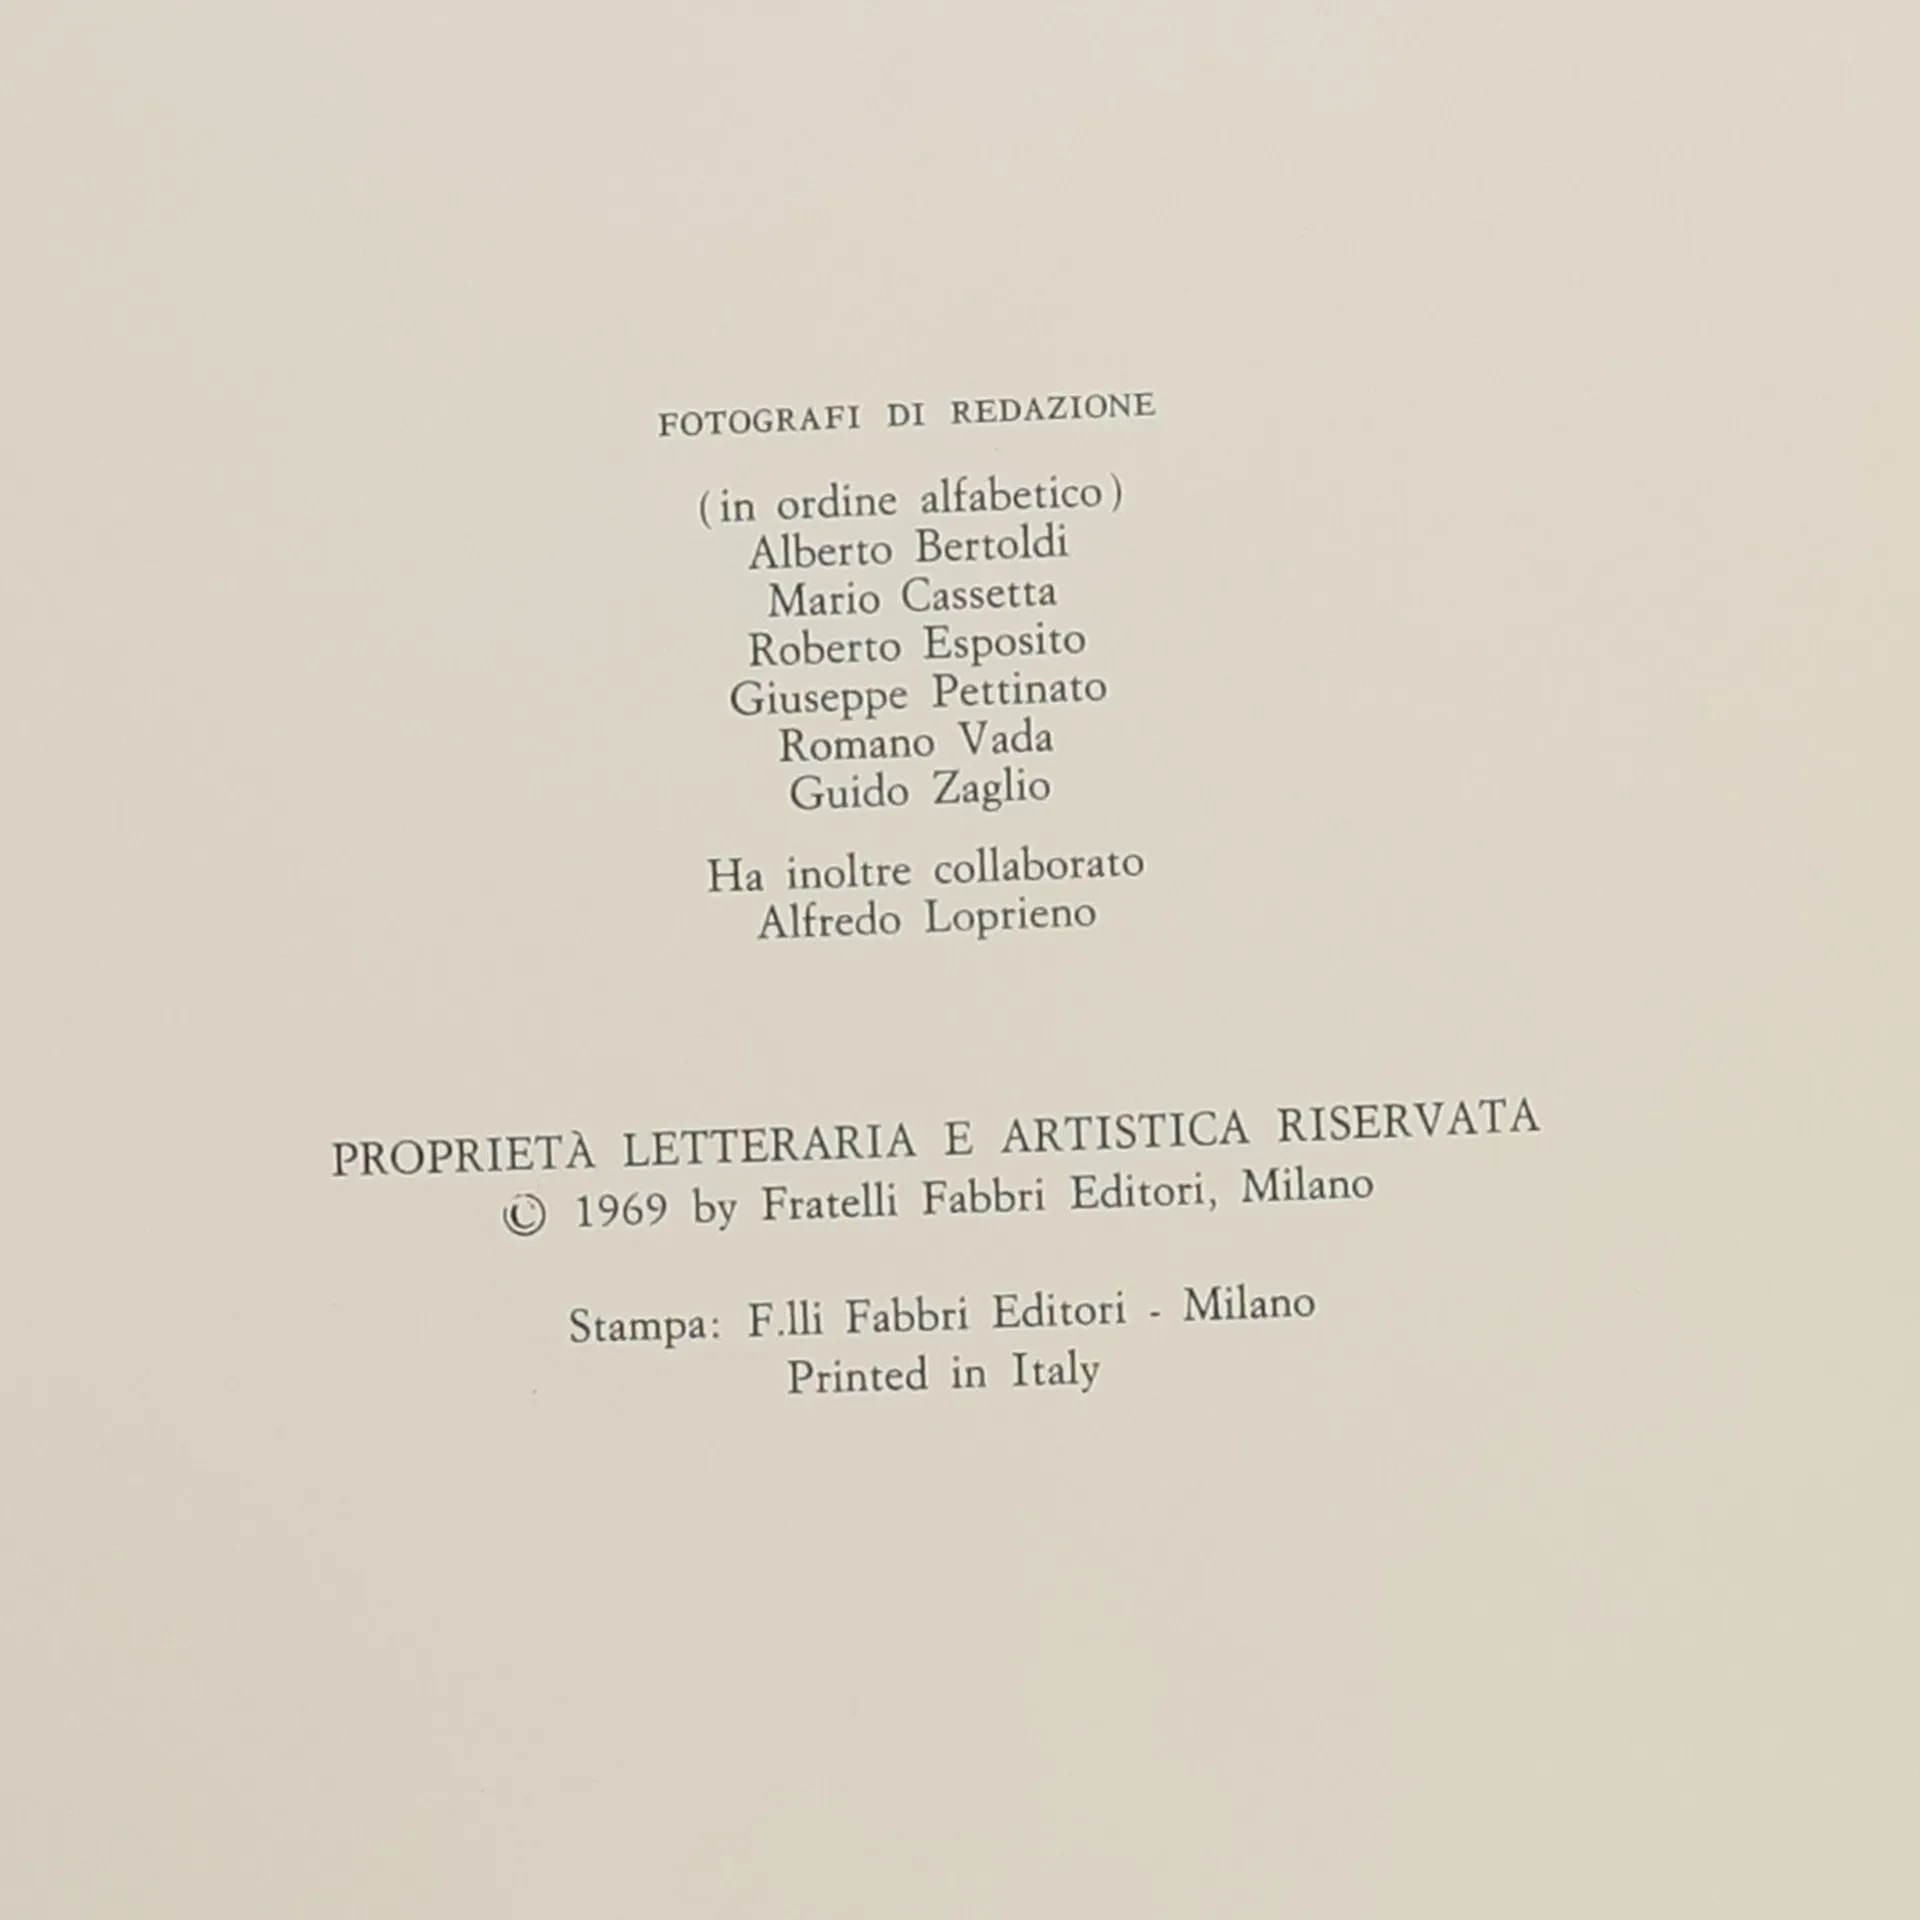 FOTOGRAFI DI REDAZIONE
(in ordine alfabetico)
Alberto Bertoldi
Mario Cassetta
Roberto Esposito
Giuseppe Pettinato
Romano Vada
Guido Zaglio
Ha inoltre collaborato
Alfredo Loprieno
PROPRIETÀ LETTERARIA E ARTISTICA RISERVATA
© 1969 by Fratelli Fabbri Editori, Milano
Stampa: F.lli Fabbri Editori - Milano
Printed in Italy